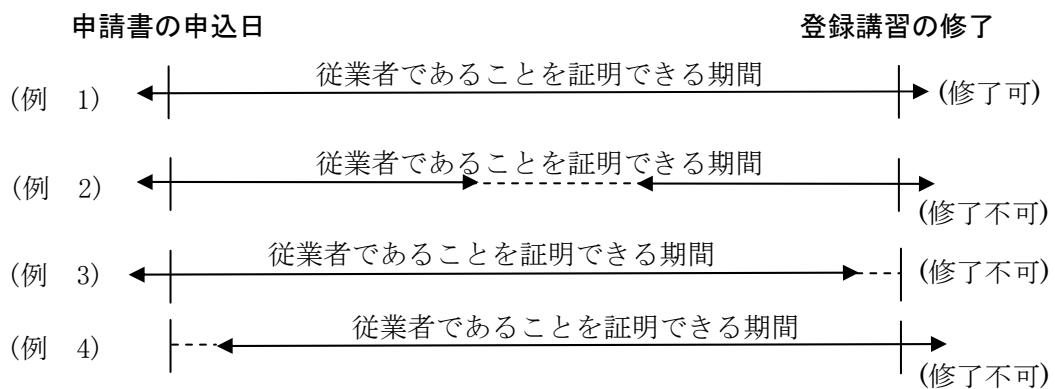 申請書の申込日 登録講習の修了
従業者であることを証明できる期間
(例 1) (修了可)
従業者であることを証明できる期間
(例 2)
(修了不可)
従業者であることを証明できる期間
(例 3) (修了不可)
従業者であることを証明できる期間
(例 4)
(修了不可)